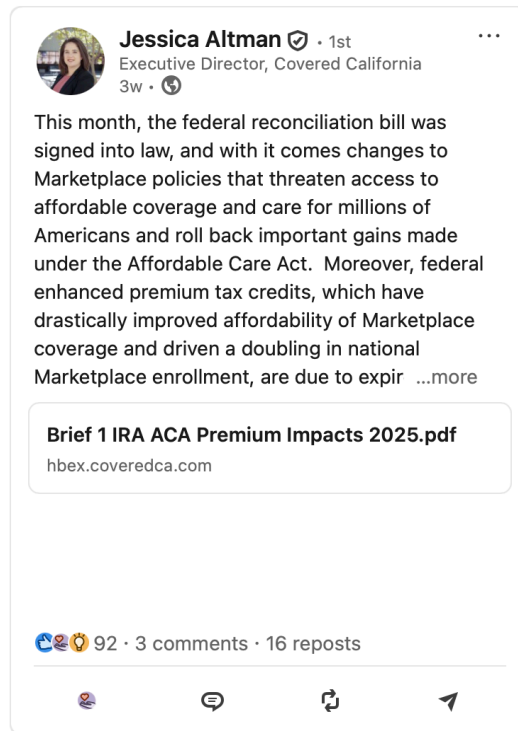 Jessica Altman · 1st
Executive Director, Covered California
3w ·
This month, the federal reconciliation bill was
signed into law, and with it comes changes to
Marketplace policies that threaten access to
affordable coverage and care for millions of
Americans and roll back important gains made
under the Affordable Care Act.  Moreover, federal
enhanced premium tax credits, which have
drastically improved affordability of Marketplace
coverage and driven a doubling in national
Marketplace enrollment, are due to expir ...more
Brief 1 IRA ACA Premium Impacts 2025.pdf
hbex.coveredca.com
92 · 3 comments · 16 reposts